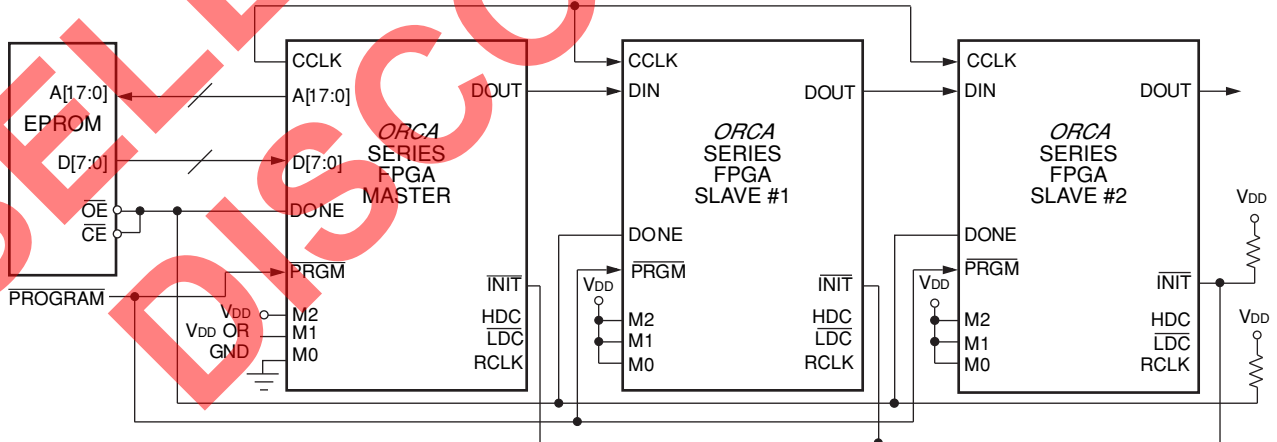 A[17:0]
EPROM
D[7:0]
OE
CE
PROGRAM
CCLK
A[17:0]
DOUT
D[7:0]
ORCA
SERIES
FPGA
MASTER
DONE
PRGM
INIT
VDD
M2
HDC
VDD OR
GND
M1
LDC
M0
RCLK
CCLK
DIN
DOUT
ORCA
SERIES
FPGA
SLAVE #1
DONE
PRGM
VDD
INIT
M2
HDC
M1
LDC
M0
RCLK
CCLK
DIN
DOUT
ORCA
SERIES
FPGA
SLAVE #2
DONE
PRGM
VDD
INIT
M2
HDC
M1
LDC
M0
RCLK
VDD
VDD